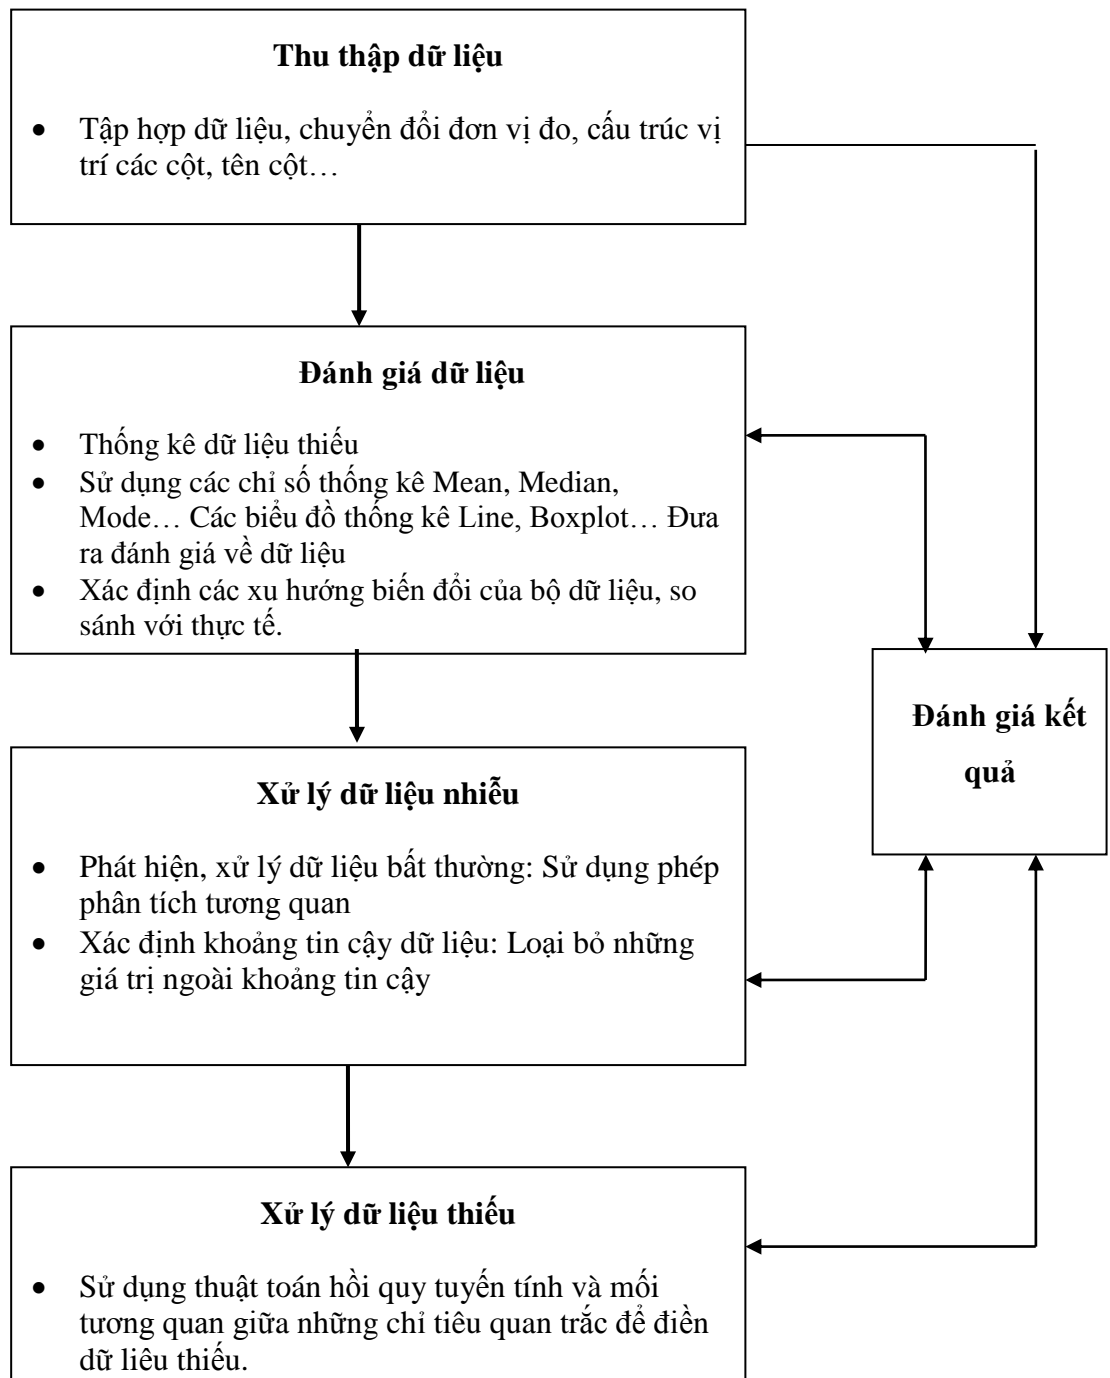 Thu thập dữ liệu
• Tập hợp dữ liệu, chuyển đổi đơn vị đo, cấu trúc vị
trí các cột, tên cột…
Đánh giá dữ liệu
• Thống kê dữ liệu thiếu
• Sử dụng các chỉ số thống kê Mean, Median,
Mode… Các biểu đồ thống kê Line, Boxplot… Đưa
ra đánh giá về dữ liệu
• Xác định các xu hướng biến đổi của bộ dữ liệu, so
sánh với thực tế.
Đánh giá kết
quả
Xử lý dữ liệu nhiễu
• Phát hiện, xử lý dữ liệu bất thường: Sử dụng phép
phân tích tương quan
• Xác định khoảng tin cậy dữ liệu: Loại bỏ những
giá trị ngoài khoảng tin cậy
Xử lý dữ liệu thiếu
• Sử dụng thuật toán hồi quy tuyến tính và mối
tương quan giữa những chỉ tiêu quan trắc để điền
dữ liêu thiếu.